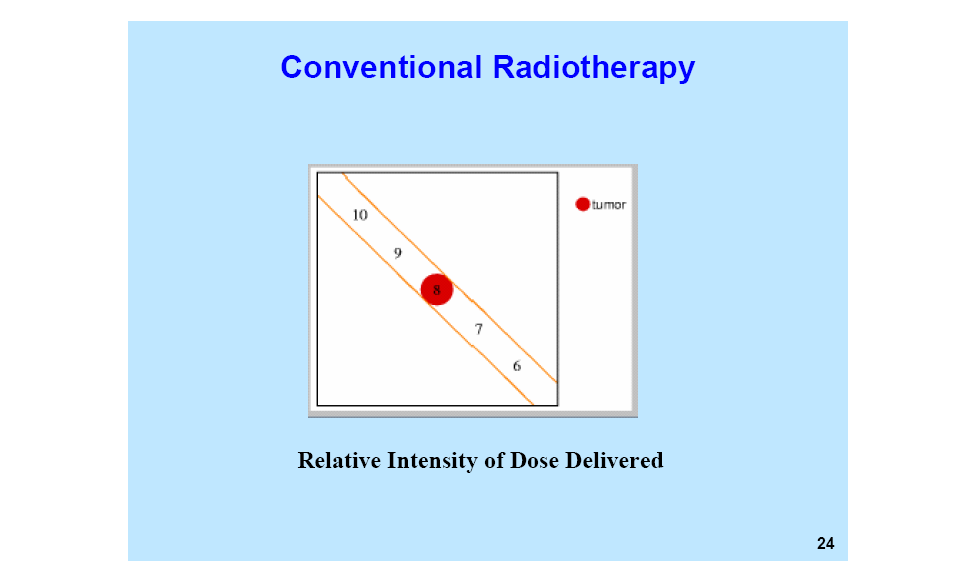 Conventional Radiotherapy
tumor
10
9
8
7
6
Relative Intensity of Dose Delivered
24